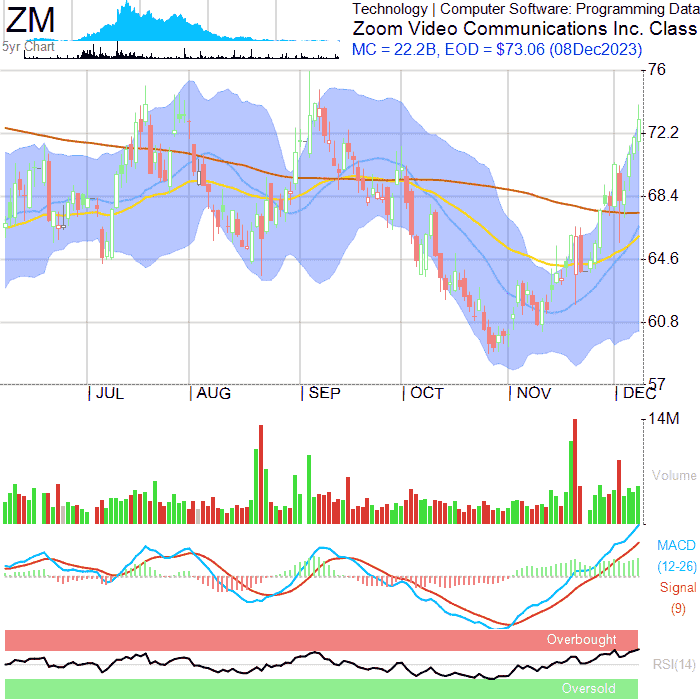 ZM
5yr Chart
Technology | Computer Software: Programming Data
Zoom Video Communications Inc. Class
MC = 22.2B, EOD = $73.06 (08Dec2023)
76
72.2
68.4
64.6
60.8
57
JUL AUG SEP OCT NOV DEC
14M
Volume
MACD
(12-26)
Signal
(9)
Overbought
RSI(14)
Oversold